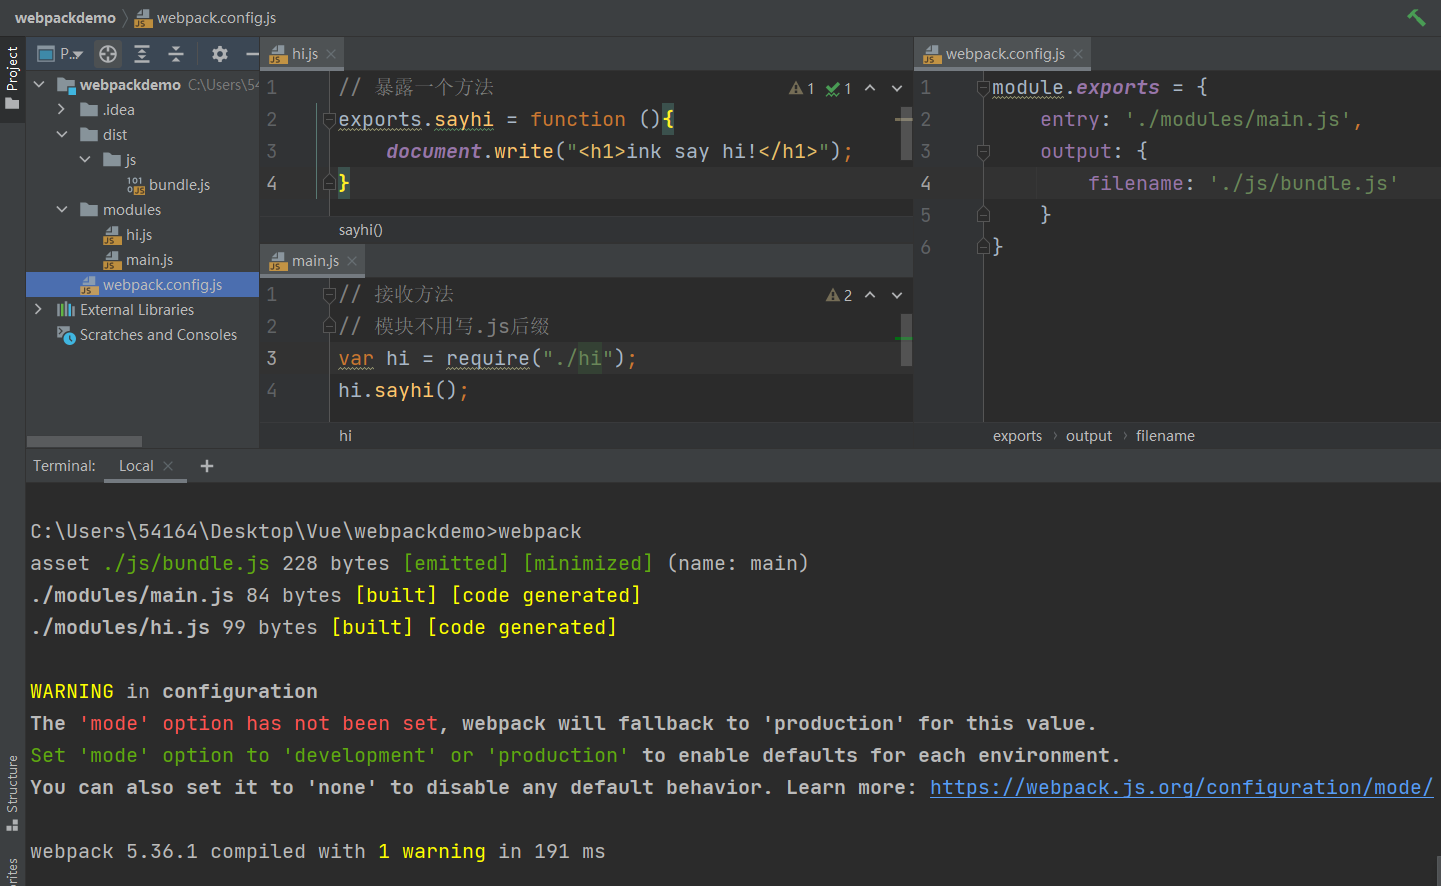 webpackdemo webpack.config.js
Project
P..
webpackdemo C:\Users\54
.idea
dist
js
bundle.js
modules
hi.js
main.js
webpack.config.js
External Libraries
Scratches and Consoles
hi.js
1 // 暴露一个方法
2 exports.sayhi = function (){
3 document.write("<h1>ink say hi!</h1>");
4 }
1 1
sayhi()
main.js
1 // 接收方法
2 // 模块不用写.js后缀
3 var hi = require("./hi");
4 hi.sayhi();
2
hi
webpack.config.js
1 module.exports = {
2 entry: './modules/main.js',
3 output: {
4 filename: './js/bundle.js'
5 }
6 }
exports › output › filename
Terminal: Local
C:\Users\54164\Desktop\Vue\webpackdemo>webpack
asset ./js/bundle.js 228 bytes [emitted] [minimized] (name: main)
./modules/main.js 84 bytes [built] [code generated]
./modules/hi.js 99 bytes [built] [code generated]
WARNING in configuration
The 'mode' option has not been set, webpack will fallback to 'production' for this value.
Set 'mode' option to 'development' or 'production' to enable defaults for each environment.
You can also set it to 'none' to disable any default behavior. Learn more: https://webpack.js.org/configuration/mode/
webpack 5.36.1 compiled with 1 warning in 191 ms
Structure
rites